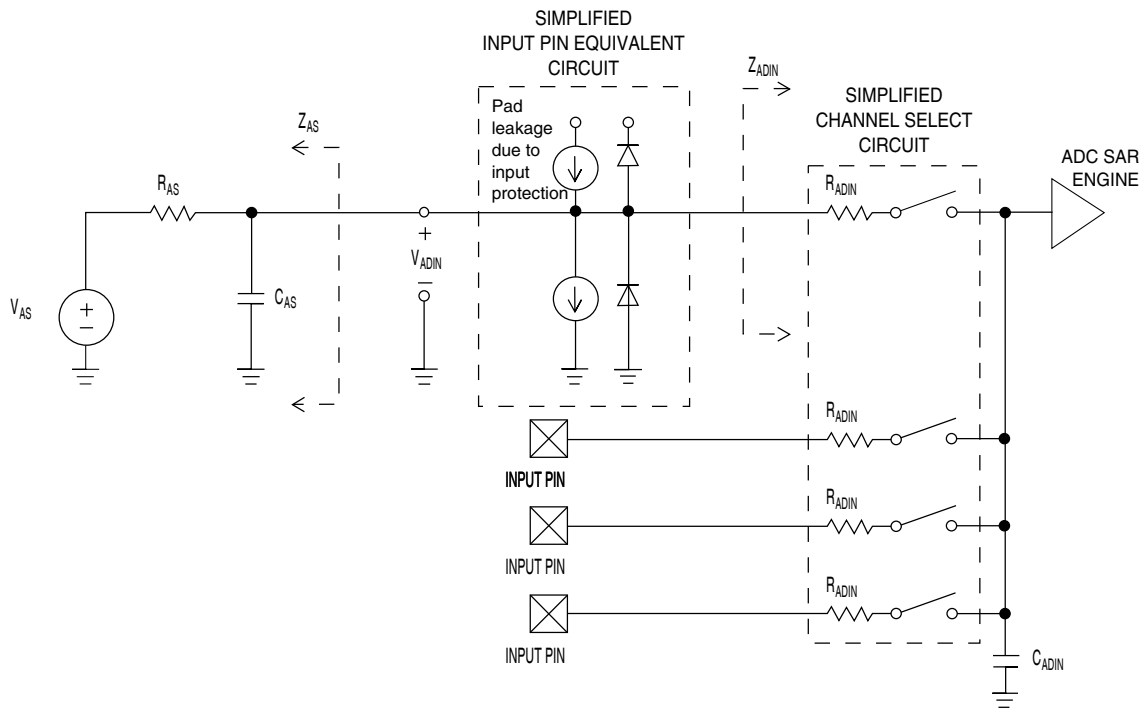 SIMPLIFIED
INPUT PIN EQUIVALENT
CIRCUIT
Pad
leakage
due to
input
protection
Z_ADIN
SIMPLIFIED
CHANNEL SELECT
CIRCUIT
ADC SAR
ENGINE
Z_AS
R_AS
R_ADIN
+
V_ADIN
−
C_AS
V_AS
+
−
R_ADIN
INPUT PIN
R_ADIN
INPUT PIN
R_ADIN
INPUT PIN
C_ADIN